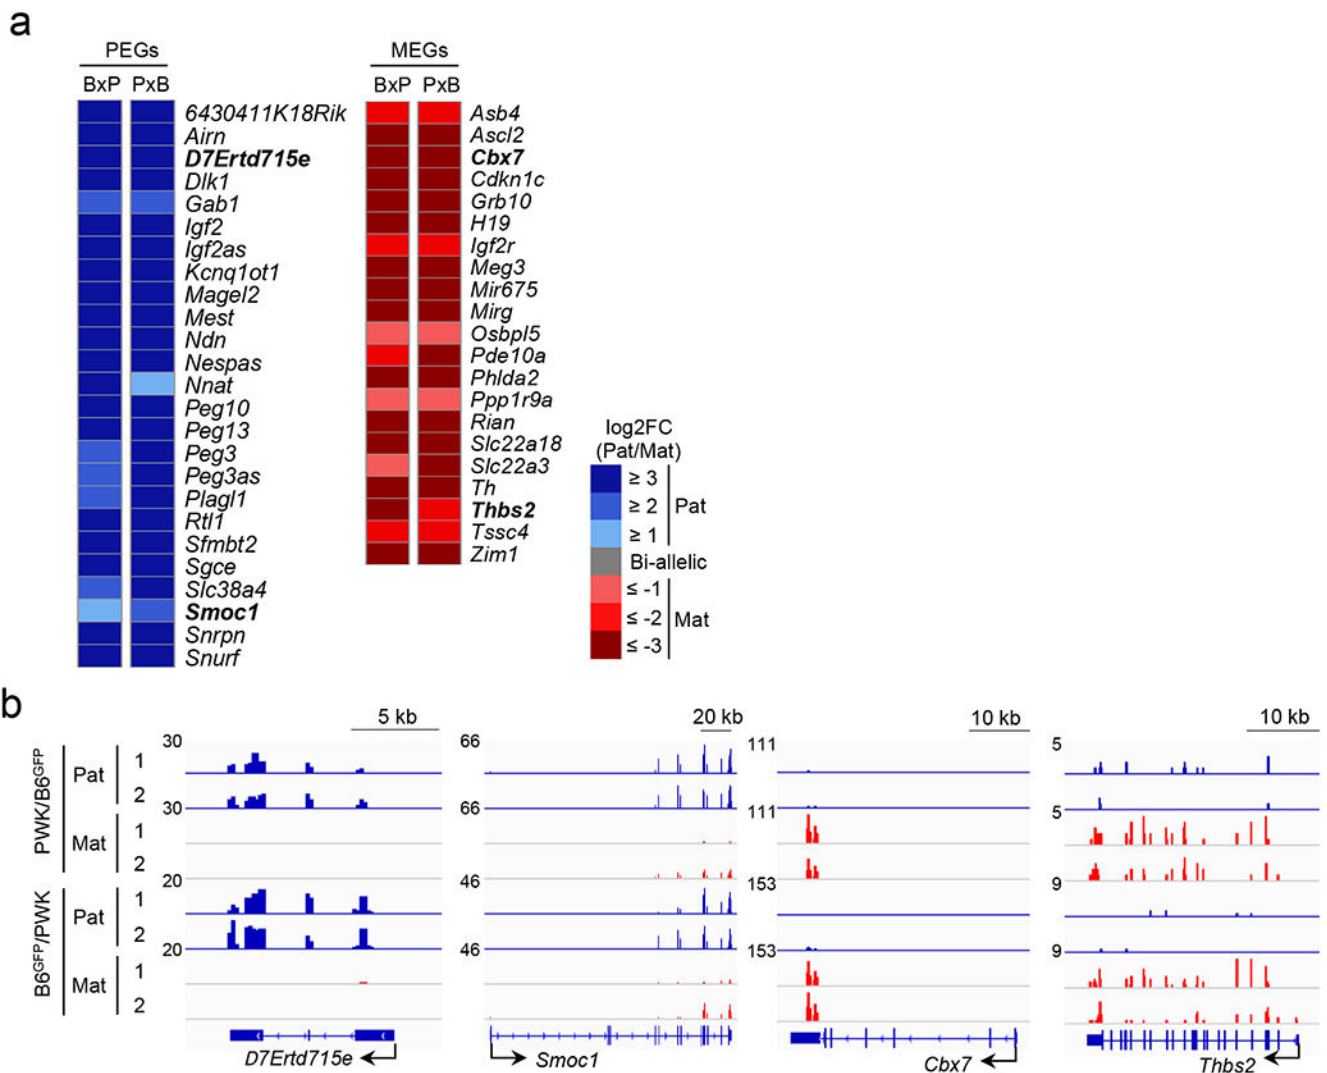 a
PEGs
MEGs
BxP PxB
BxP PxB
6430411K18Rik
Airn
D7Ertd715e
Dlk1
Gab1
Igf2
Igf2as
Kcnq1ot1
Magel2
Mest
Ndn
Nespas
Nnat
Peg10
Peg13
Peg3
Peg3as
Plagl1
Rtl1
Sfmbt2
Sgce
Slc38a4
Smoc1
Snrpn
Snurf
Asb4
Ascl2
Cbx7
Cdkn1c
Grb10
H19
Igf2r
Meg3
Mir675
Mirg
Osbpl5
Pde10a
Phlda2
Ppp1r9a
Rian
Slc22a18
Slc22a3
Th
Thbs2
Tssc4
Zim1
log2FC
(Pat/Mat)
≥ 3
≥ 2
≥ 1
Pat
Bi-allelic
≤ -1
≤ -2
≤ -3
Mat
b
5 kb
20 kb
10 kb
10 kb
PWK/B6GFP
Pat
1
2
Mat
1
2
B6GFP/PWK
Pat
1
2
Mat
1
2
30
30
20
20
66
66
46
46
111
111
153
153
5
5
9
9
D7Ertd715e
Smoc1
Cbx7
Thbs2